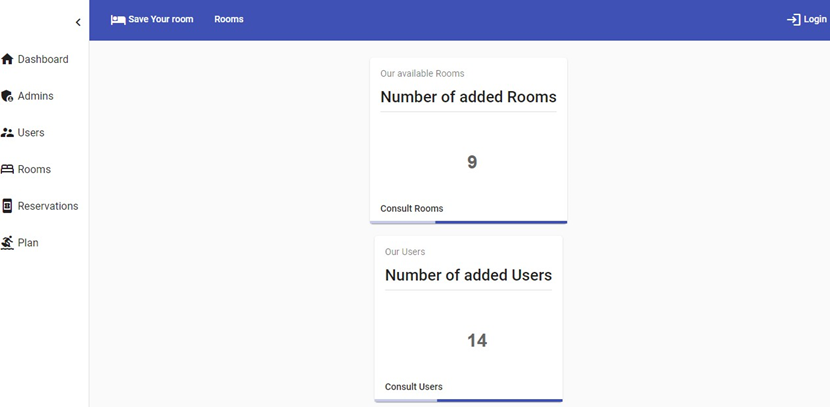 Save Your room
Rooms
Login
Dashboard
Admins
Users
Rooms
Reservations
Plan
Our available Rooms
Number of added Rooms
9
Consult Rooms
Our Users
Number of added Users
14
Consult Users